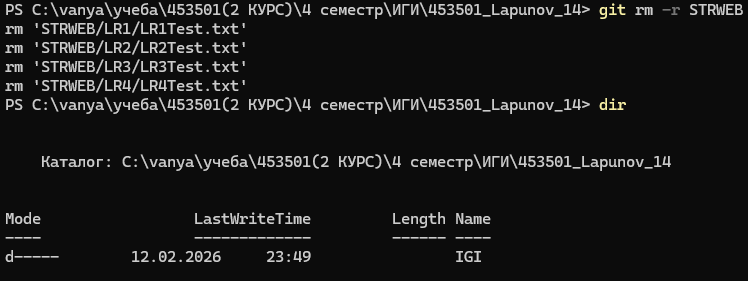 PS C:\vanya\учеба\453501(2 КУРС)\4 семестр\ИГИ\453501_Lapunov_14> git rm -r STRWEB
rm 'STRWEB/LR1/LR1Test.txt'
rm 'STRWEB/LR2/LR2Test.txt'
rm 'STRWEB/LR3/LR3Test.txt'
rm 'STRWEB/LR4/LR4Test.txt'
PS C:\vanya\учеба\453501(2 КУРС)\4 семестр\ИГИ\453501_Lapunov_14> dir
Каталог: C:\vanya\учеба\453501(2 КУРС)\4 семестр\ИГИ\453501_Lapunov_14
Mode LastWriteTime Length Name
---- ------------- ------ ----
d----- 12.02.2026 23:49 IGI